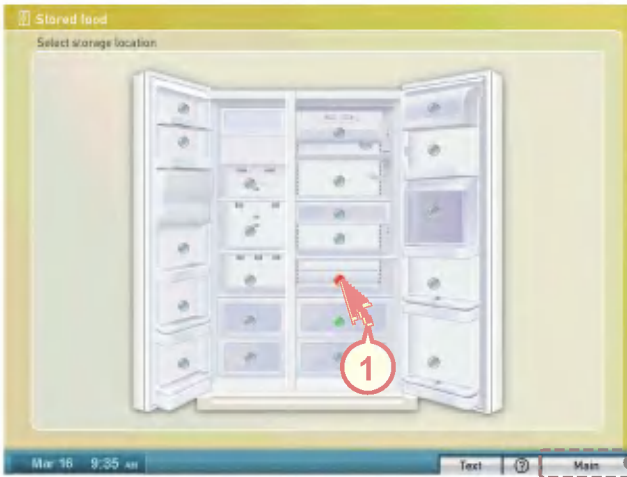 Stored food
Select storage location
1
Mar 16 9:35 AM
Text
?
Main